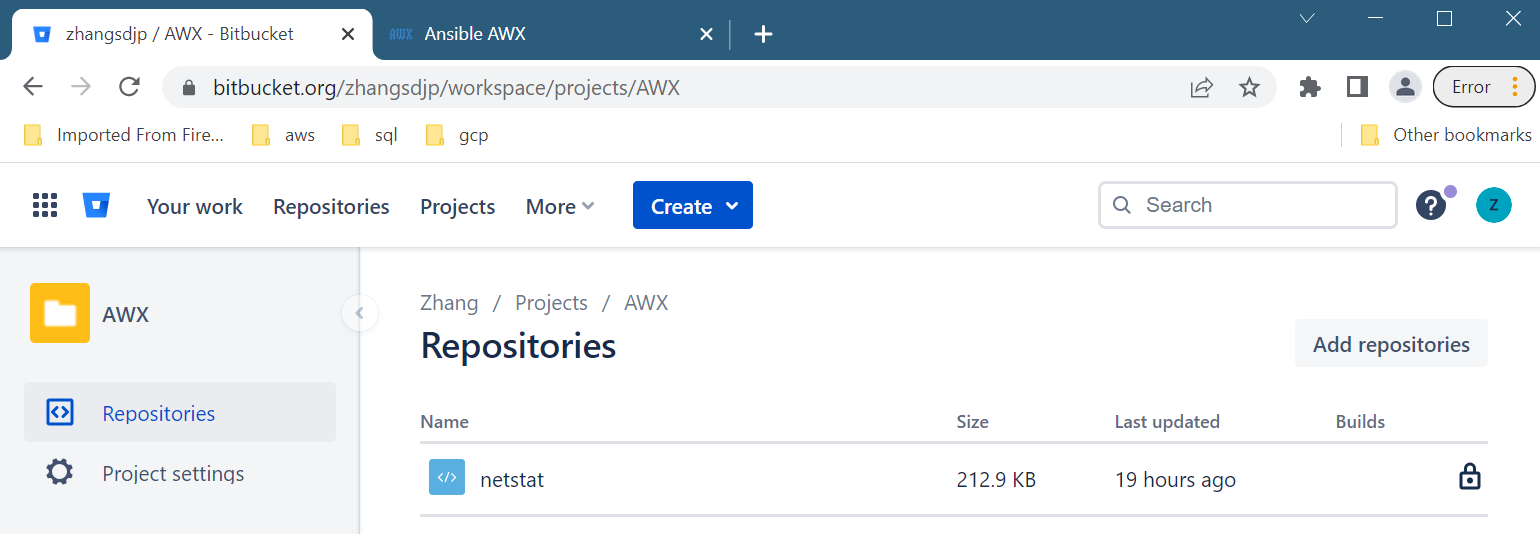 zhangsdjp / AWX - Bitbucket Ansible AWX
bitbucket.org/zhangsdjp/workspace/projects/AWX Error
Imported From Fire... aws sql gcp Other bookmarks
Your work Repositories Projects More Create Search ? Z
AWX
Repositories
Project settings
Zhang / Projects / AWX
Repositories
Add repositories
Name Size Last updated Builds
netstat 212.9 KB 19 hours ago